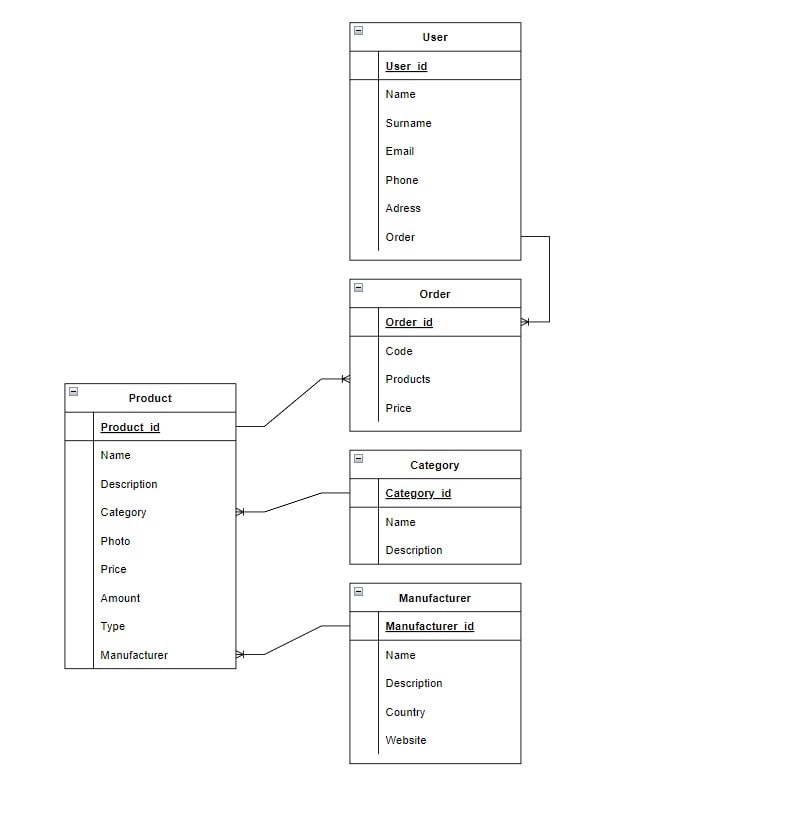 User
User_id
Name
Surname
Email
Phone
Adress
Order
Order
Order_id
Code
Products
Price
Product
Product_id
Name
Description
Category
Photo
Price
Amount
Type
Manufacturer
Category
Category_id
Name
Description
Manufacturer
Manufacturer_id
Name
Description
Country
Website